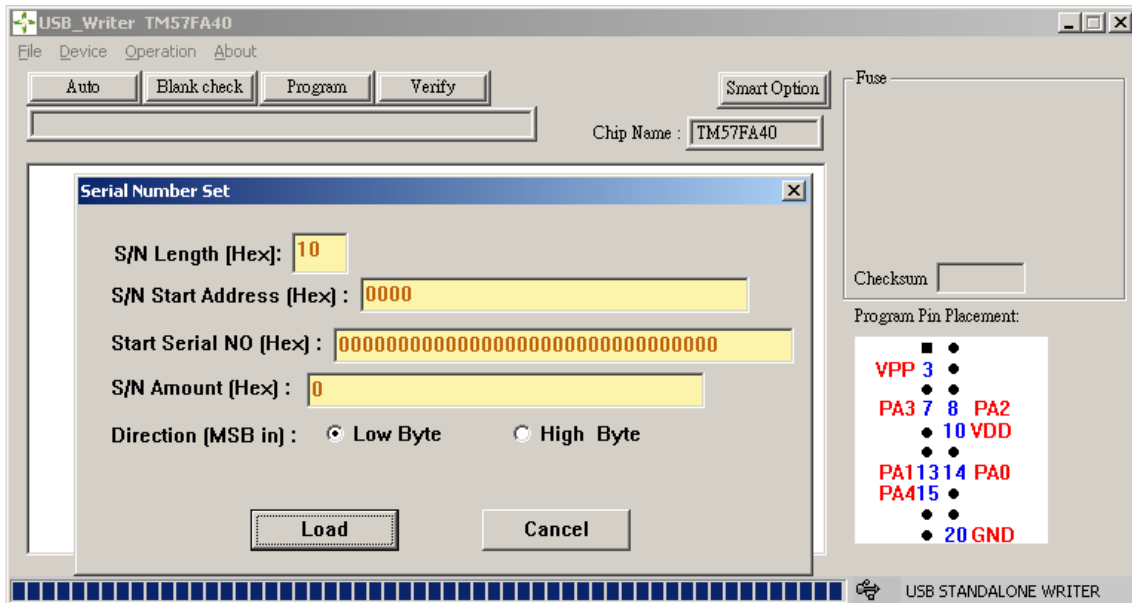 USB_Writer TM57FA40
File Device Operation About
Auto Blank check Program Verify Smart Option
Chip Name : TM57FA40
Fuse
Checksum
Serial Number Set
S/N Length [Hex]: 10
S/N Start Address (Hex) : 0000
Start Serial NO (Hex) : 00000000000000000000000000000000
S/N Amount (Hex) : 0
Direction (MSB in) : Low Byte High Byte
Load Cancel
Program Pin Placement:
VPP 3
PA3 7 8 PA2
10 VDD
PA1 13 14 PA0
PA4 15
20 GND
USB STANDALONE WRITER